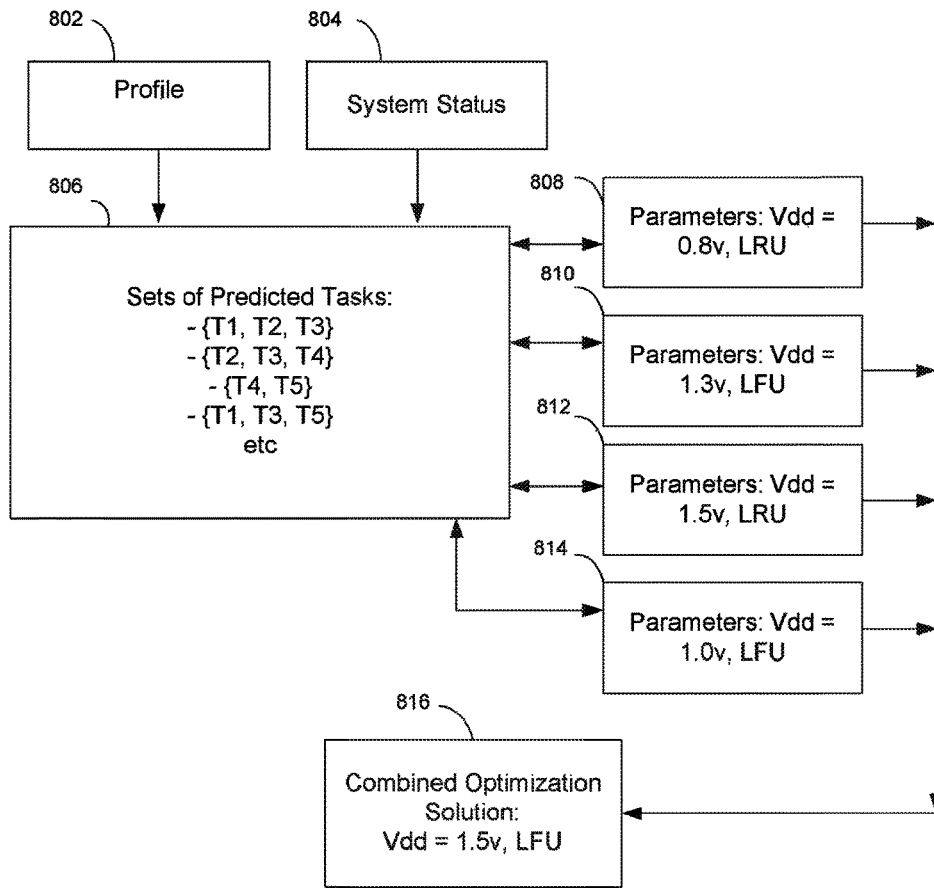 802
804
Profile
System Status
806
808
Sets of Predicted Tasks:
- {T1, T2, T3}
- {T2, T3, T4}
- {T4, T5}
- {T1, T3, T5}
etc
Parameters: Vdd =
0.8v, LRU
810
Parameters: Vdd =
1.3v, LFU
812
Parameters: Vdd =
1.5v, LRU
814
Parameters: Vdd =
1.0v, LFU
816
Combined Optimization
Solution:
Vdd = 1.5v, LFU